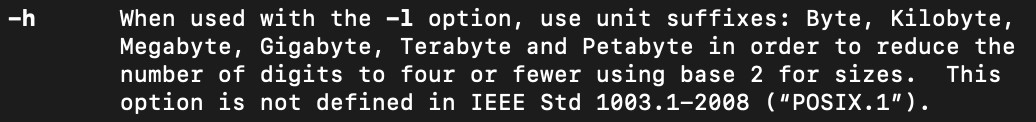 -h When used with the -l option, use unit suffixes: Byte, Kilobyte,
Megabyte, Gigabyte, Terabyte and Petabyte in order to reduce the
number of digits to four or fewer using base 2 for sizes. This
option is not defined in IEEE Std 1003.1-2008 (“POSIX.1”).